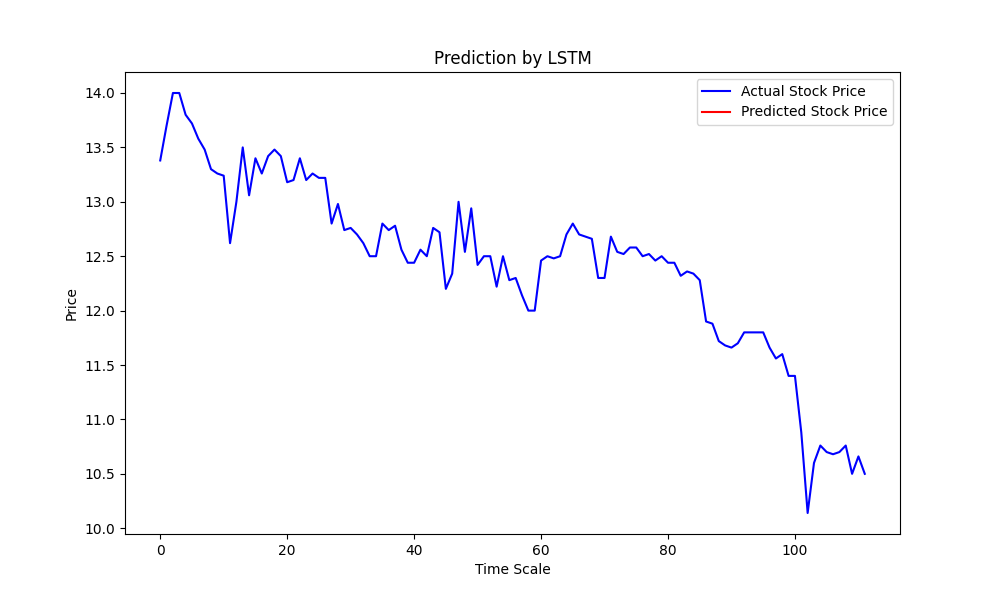 Prediction by LSTM
Actual Stock Price
Predicted Stock Price
14.0
13.5
13.0
12.5
12.0
11.5
11.0
10.5
10.0
Price
0 20 40 60 80 100
Time Scale